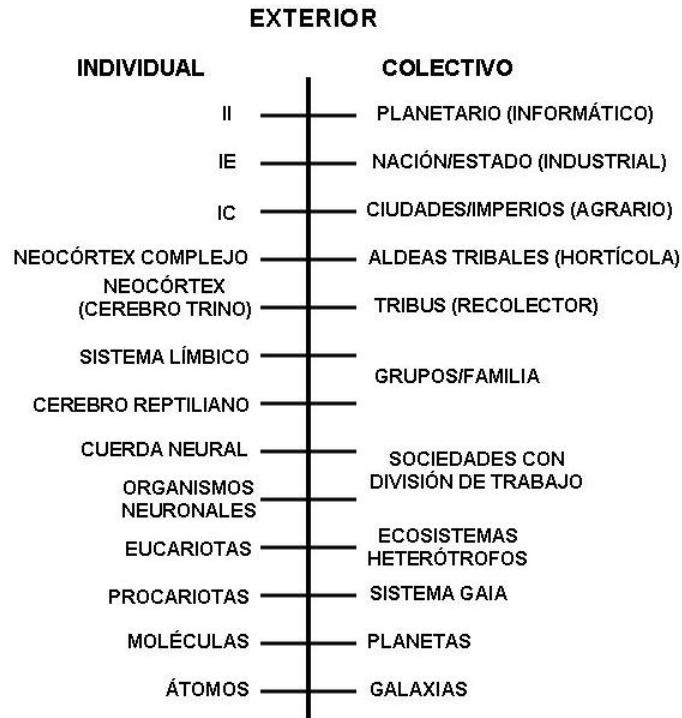 EXTERIOR
INDIVIDUAL
COLECTIVO
II
PLANETARIO (INFORMÁTICO)
IE
NACIÓN/ESTADO (INDUSTRIAL)
IC
CIUDADES/IMPERIOS (AGRARIO)
NEOCÓRTEX COMPLEJO
ALDEAS TRIBALES (HORTÍCOLA)
NEOCÓRTEX
(CEREBRO TRINO)
TRIBUS (RECOLECTOR)
SISTEMA LÍMBICO
GRUPOS/FAMILIA
CEREBRO REPTILIANO
CUERDA NEURAL
SOCIEDADES CON
DIVISIÓN DE TRABAJO
ORGANISMOS
NEURONALES
EUCARIOTAS
ECOSISTEMAS
HETERÓTROFOS
PROCARIOTAS
SISTEMA GAIA
MOLÉCULAS
PLANETAS
ÁTOMOS
GALAXIAS